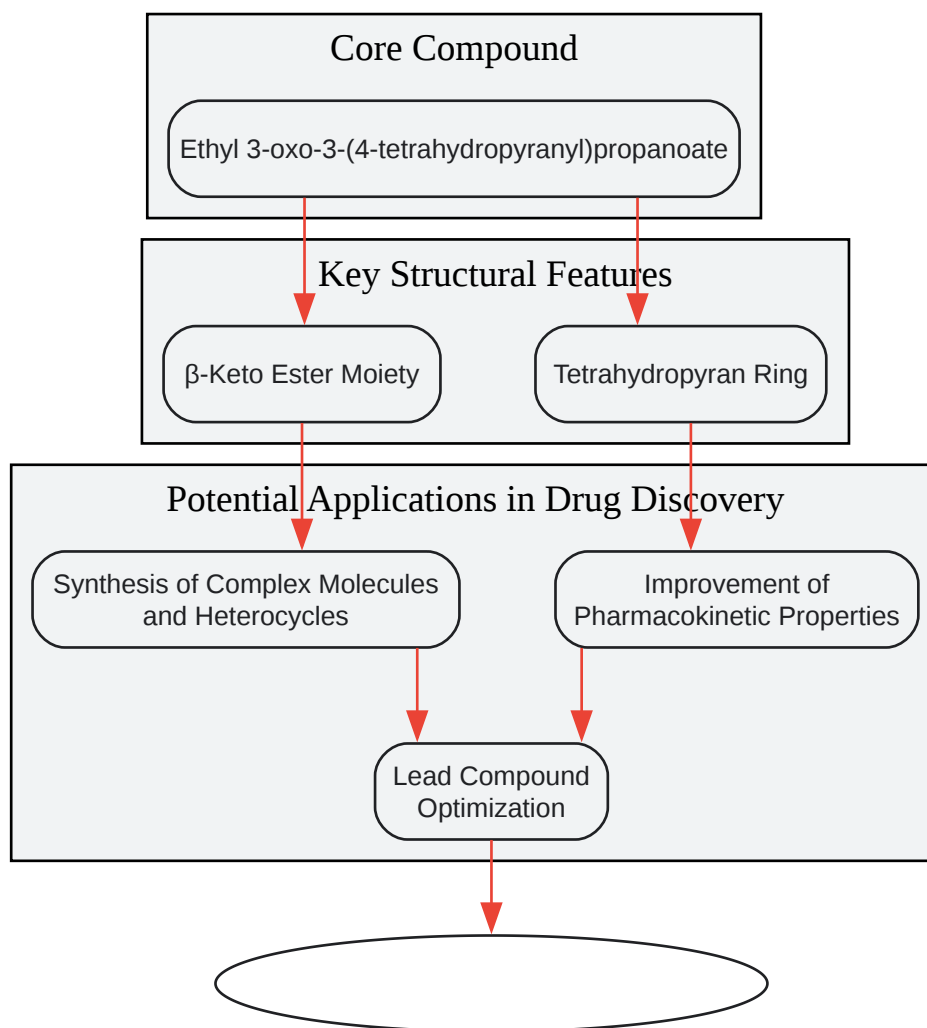 Core Compound
Ethyl 3-oxo-3-(4-tetrahydropyranyl)propanoate
Key Structural Features
β-Keto Ester Moiety
Tetrahydropyran Ring
Potential Applications in Drug Discovery
Synthesis of Complex Molecules
and Heterocycles
Improvement of
Pharmacokinetic Properties
Lead Compound
Optimization